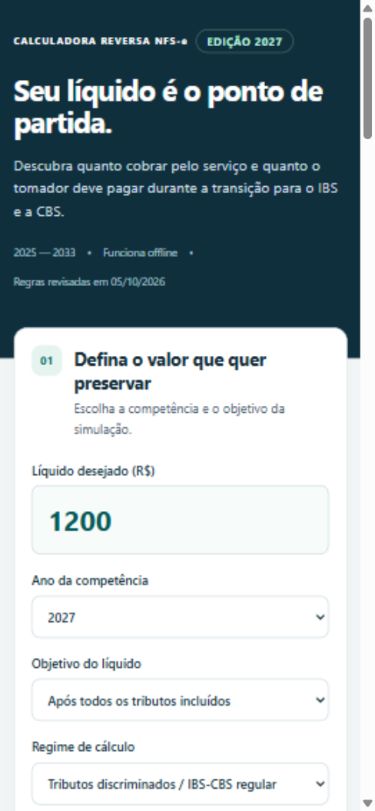 CALCULADORA REVERSA NFS-e
EDIÇÃO 2027
Seu líquido é o ponto de
partida.
Descubra quanto cobrar pelo serviço e quanto o
tomador deve pagar durante a transição para o IBS
e a CBS.
2025 — 2033 • Funciona offline •
Regras revisadas em 05/10/2026
01
Defina o valor que quer
preservar
Escolha a competência e o objetivo da
simulação.
Líquido desejado (R$)
1200
Ano da competência
2027
Objetivo do líquido
Após todos os tributos incluídos
Regime de cálculo
Tributos discriminados / IBS-CBS regular